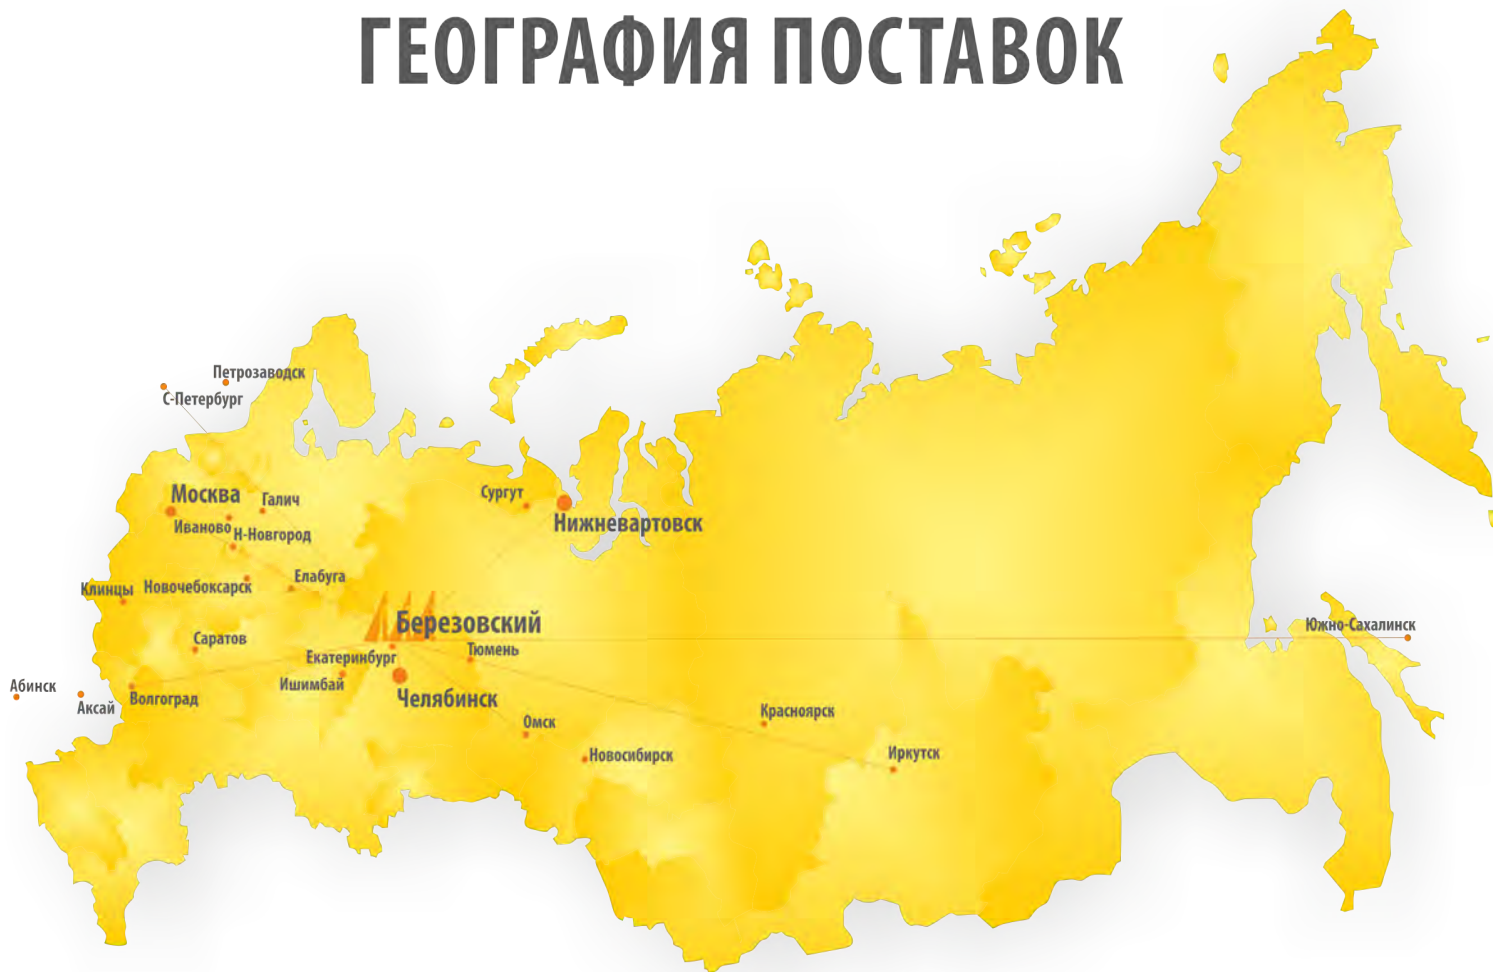 ГЕОГРАФИЯ ПОСТАВОК
Петрозаводск
С-Петербург
Москва
Галич
Сургут
Иваново
Нижневартовск
Н-Новгород
Елабуга
Клинцы
Новочебоксарск
Березовский
Южно-Сахалинск
Саратов
Тюмень
Екатеринбург
Ишимбай
Абинск
Челябинск
Волгоград
Аксай
Красноярск
Омск
Иркутск
Новосибирск